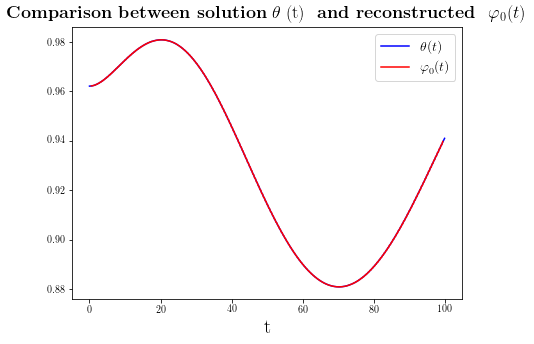 Comparison between solution θ (t) and reconstructed φ₀(t)
θ(t)
φ₀(t)
0.98
0.96
0.94
0.92
0.90
0.88
0 20 40 60 80 100
t